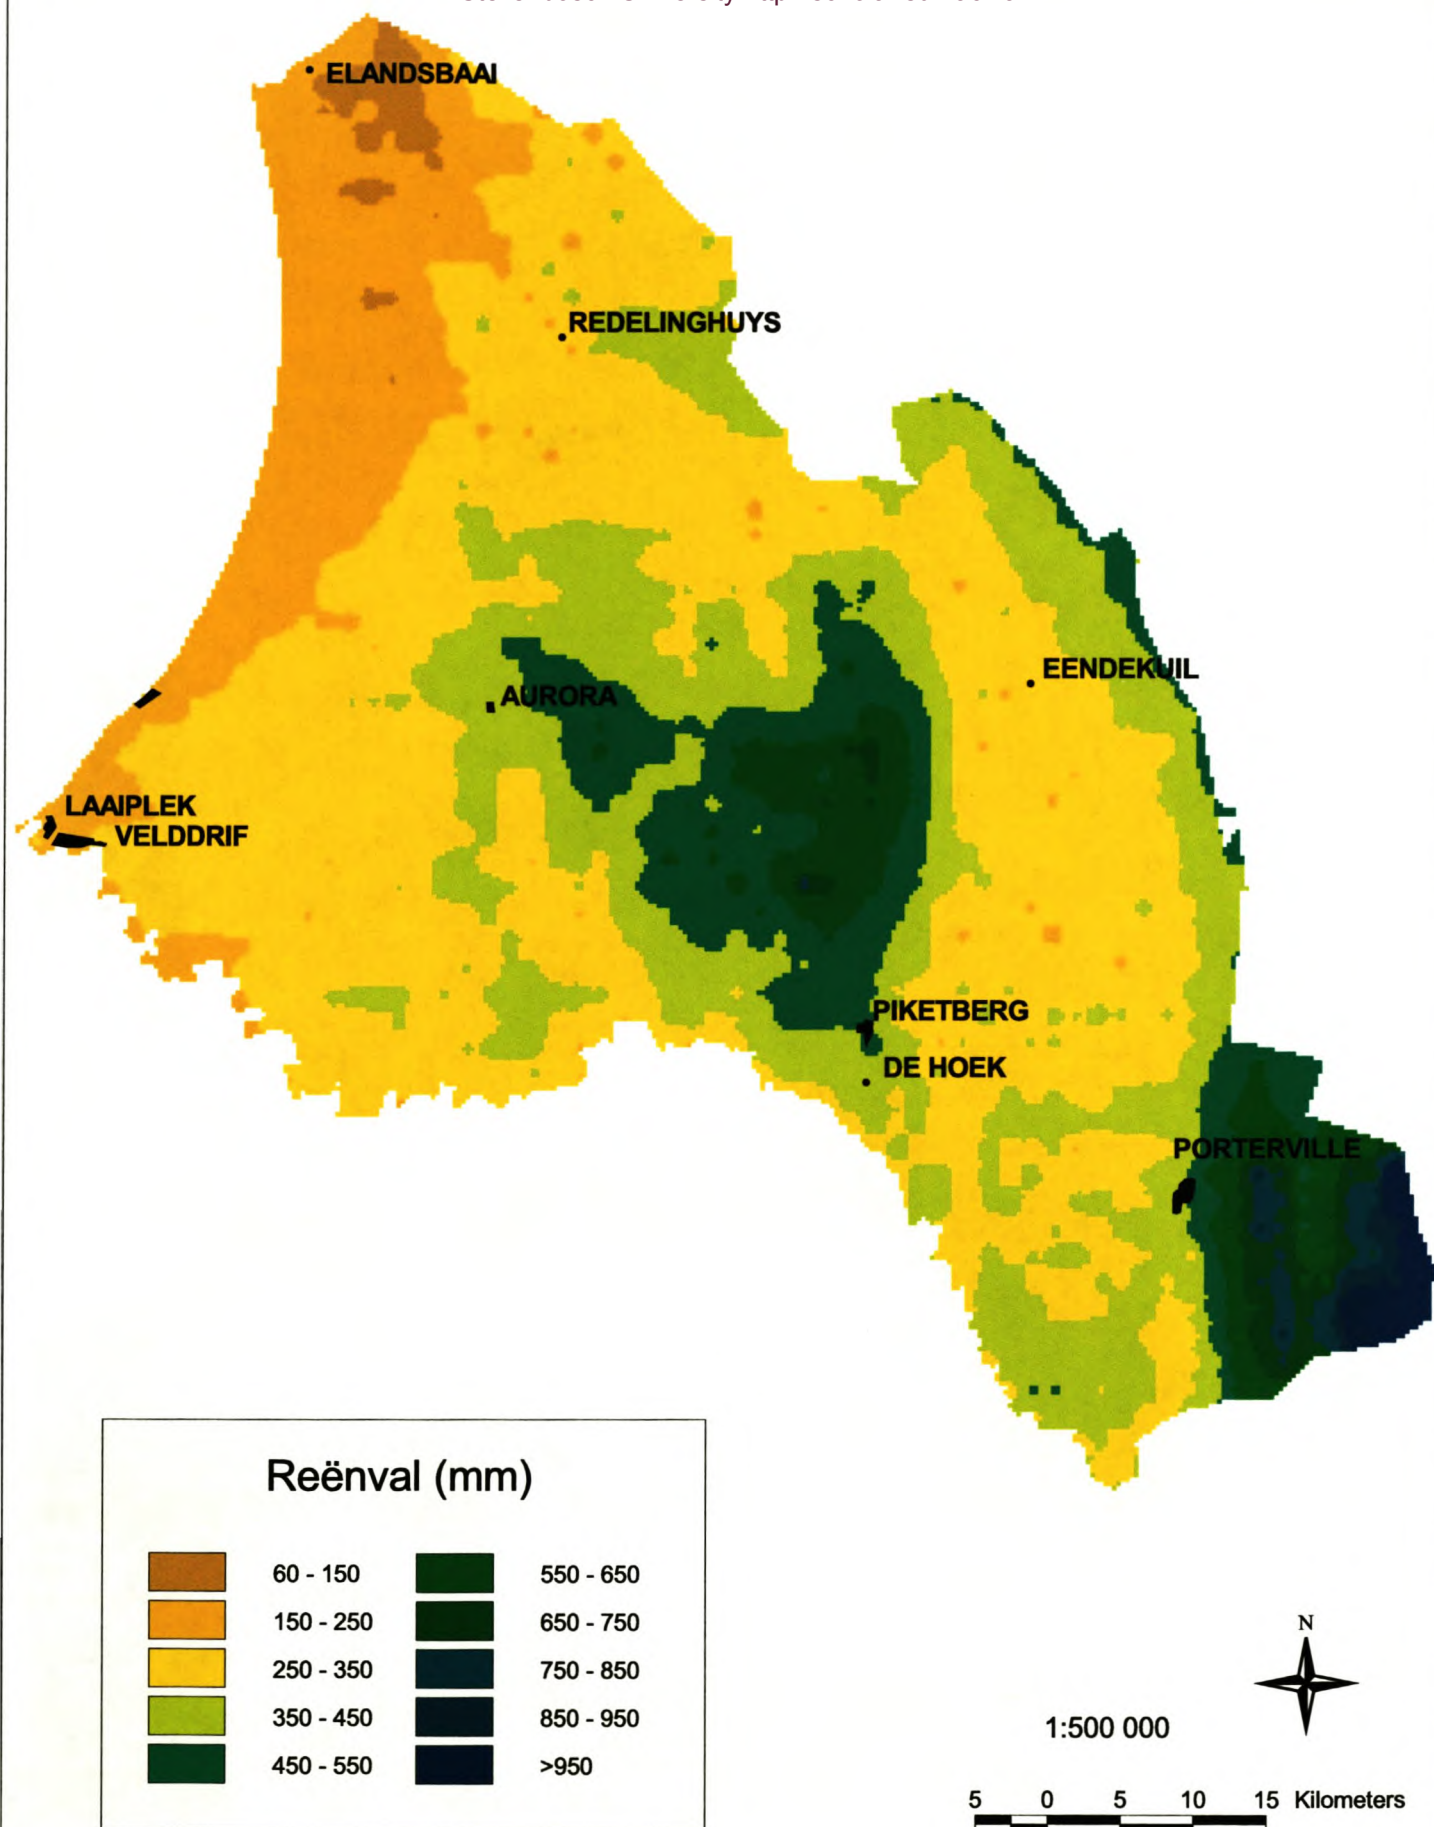 ELANDSBAAI
REDELINGHUYS
EENDEKUIL
AURORA
LAAIPLEK
VELDDRIF
PIKETBERG
DE HOEK
PORTERVILLE
Reënval (mm)
60 - 150
150 - 250
250 - 350
350 - 450
450 - 550
550 - 650
650 - 750
750 - 850
850 - 950
>950
N
1:500 000
5 0 5 10 15 Kilometers